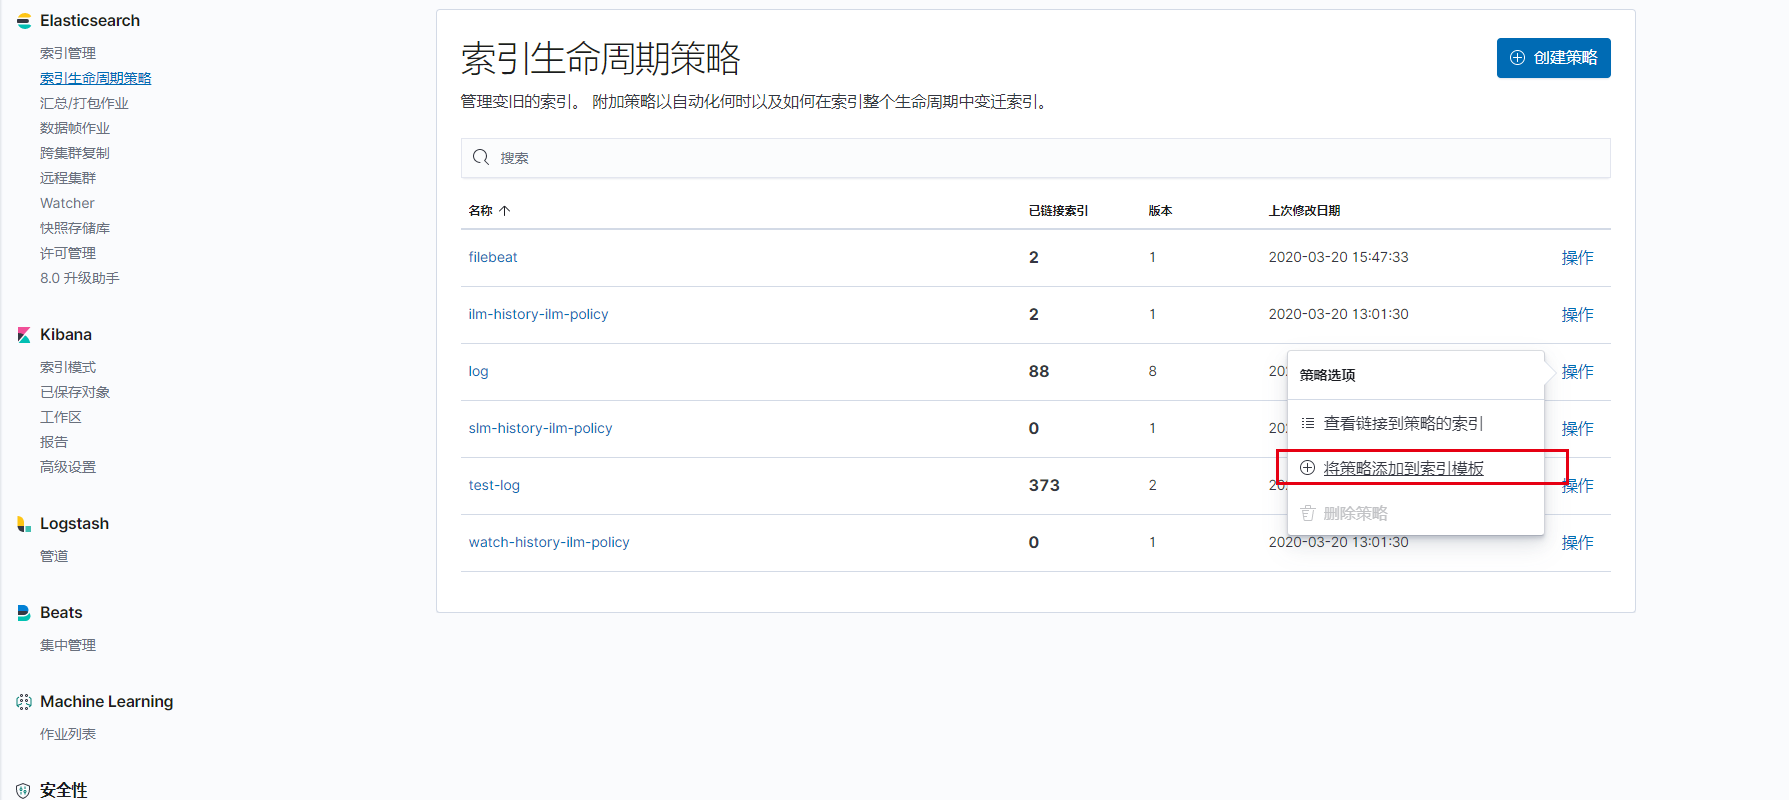 Elasticsearch
索引管理
索引生命周期策略
汇总/打包作业
数据帧作业
跨集群复制
远程集群
Watcher
快照存储库
许可管理
8.0 升级助手
Kibana
索引模式
已保存对象
工作区
报告
高级设置
Logstash
管道
Beats
集中管理
Machine Learning
作业列表
安全性
索引生命周期策略
创建策略
管理变旧的索引。 附加策略以自动化何时以及如何在索引整个生命周期中变迁索引。
搜索
名称 已链接索引 版本 上次修改日期
filebeat 2 1 2020-03-20 15:47:33 操作
ilm-history-ilm-policy 2 1 2020-03-20 13:01:30 操作
log 88 8 20 操作
slm-history-ilm-policy 0 1 20 操作
test-log 373 2 20 操作
watch-history-ilm-policy 0 1 2020-03-20 13:01:30 操作
策略选项
查看链接到策略的索引
将策略添加到索引模板
删除策略